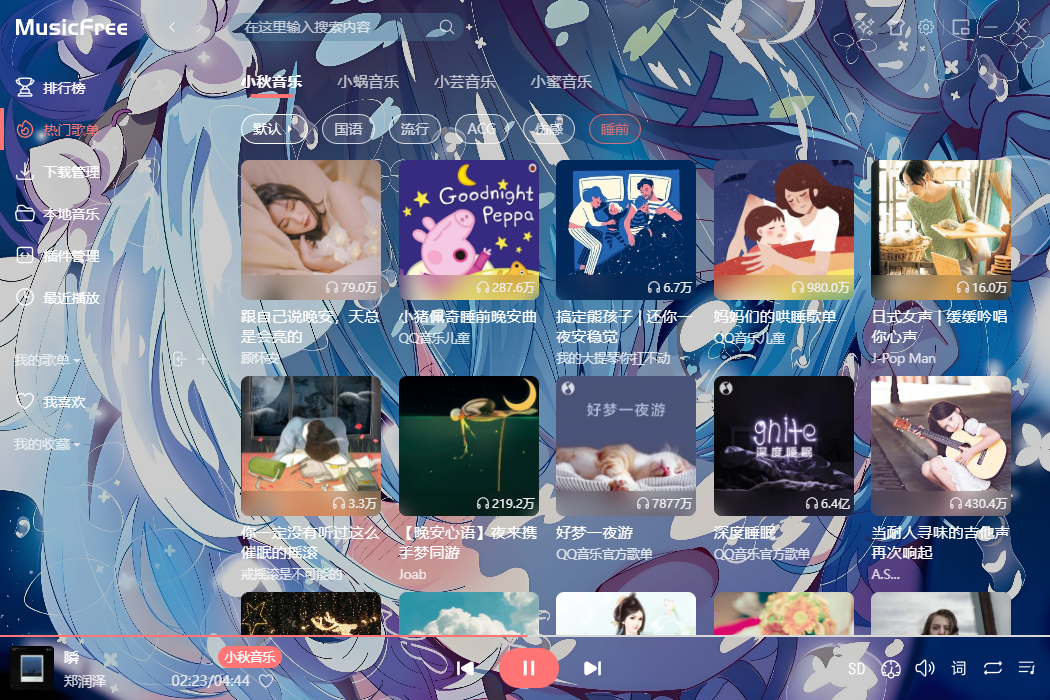 MusicFree
在这里输入搜索内容
排行榜
热门歌单
下载管理
本地音乐
插件管理
最近播放
我的歌单
我喜欢
我的收藏
小秋音乐 小蜗音乐 小芸音乐 小蜜音乐
默认 国语 流行 ACG 伤感 睡前
79.0万
跟自己说晚安，天总
是会亮的
顾怀安
Goodnight
Peppa
287.6万
小猪佩奇睡前晚安曲
QQ音乐儿童
6.7万
搞定熊孩子 | 还你一
夜安稳觉
我的大提琴你扛不动
980.0万
妈妈们的哄睡歌单
QQ音乐儿童
16.0万
日式女声 | 缓缓吟唱
你心声
J-Pop Man
3.3万
你一定没有听过这么
催眠的摇滚
戒摇滚是不可能的
219.2万
【晚安心语】夜来携
手梦同游
Joab
好梦一夜游
7877万
好梦一夜游
QQ音乐官方歌单
gnite
深度睡眠
6.4亿
深度睡眠
QQ音乐官方歌单
430.4万
当耐人寻味的吉他声
再次响起
A.S...
瞬
郑润泽
小秋音乐
02:23/04:44
SD
词